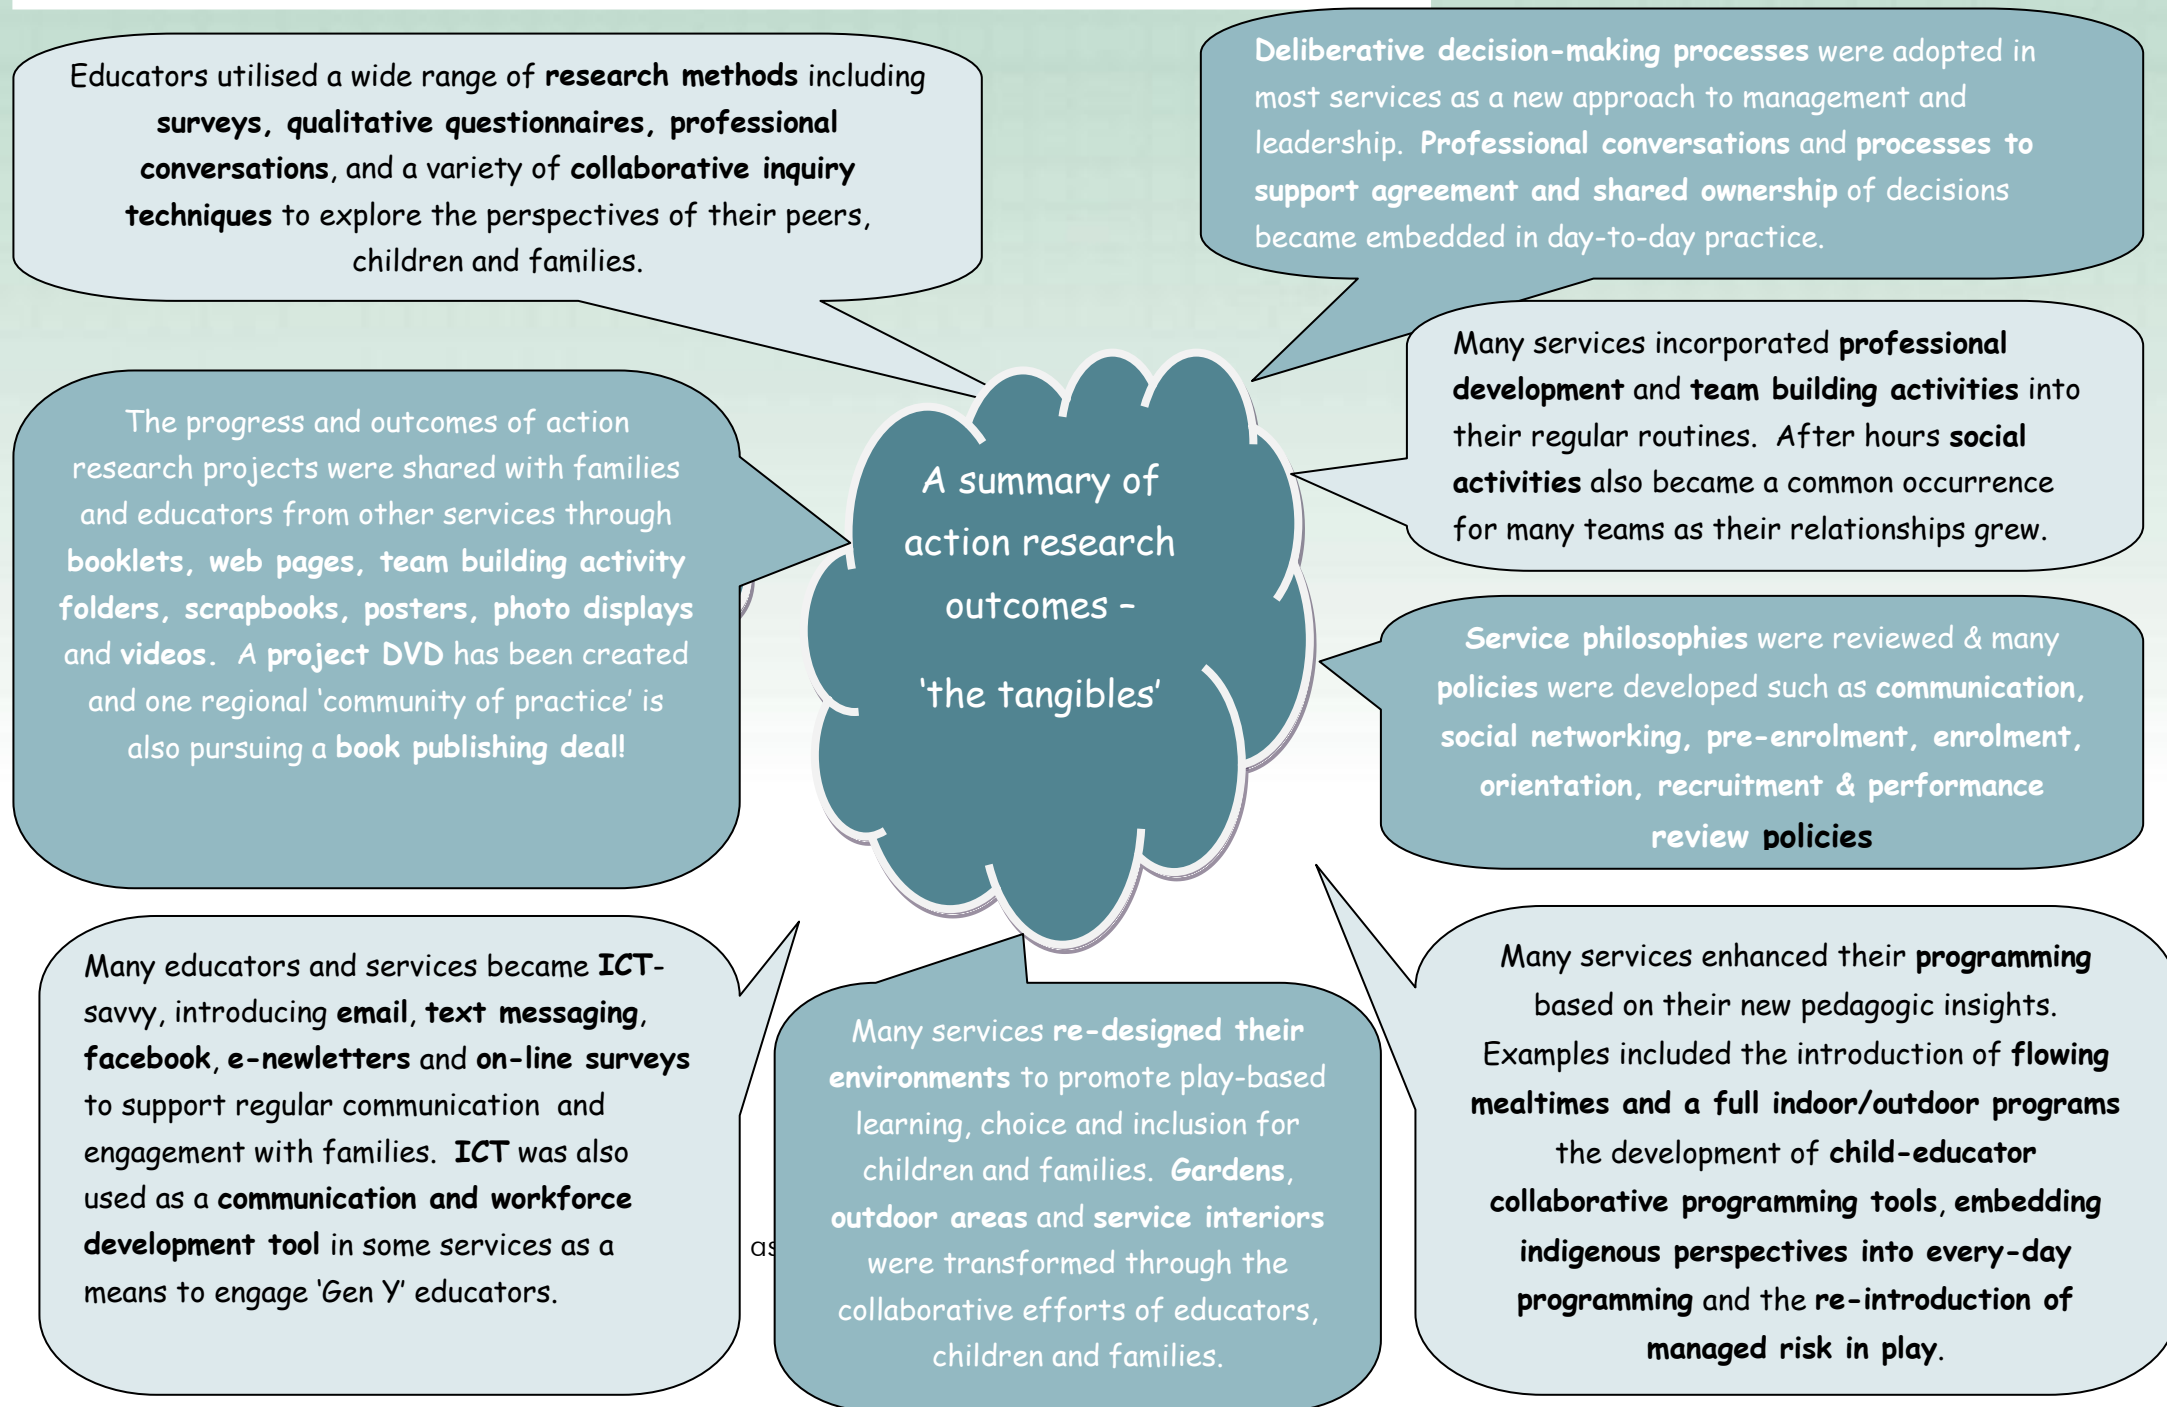 Educators utilised a wide range of research methods including
surveys, qualitative questionnaires, professional
conversations, and a variety of collaborative inquiry
techniques to explore the perspectives of their peers,
children and families.
Deliberative decision-making processes were adopted in
most services as a new approach to management and
leadership. Professional conversations and processes to
support agreement and shared ownership of decisions
became embedded in day-to-day practice.
The progress and outcomes of action
research projects were shared with families
and educators from other services through
booklets, web pages, team building activity
folders, scrapbooks, posters, photo displays
and videos. A project DVD has been created
and one regional ‘community of practice’ is
also pursuing a book publishing deal!
A summary of
action research
outcomes –
‘the tangibles’
Many services incorporated professional
development and team building activities into
their regular routines. After hours social
activities also became a common occurrence
for many teams as their relationships grew.
Service philosophies were reviewed & many
policies were developed such as communication,
social networking, pre-enrolment, enrolment,
orientation, recruitment & performance
review policies
Many educators and services became ICT-
savvy, introducing email, text messaging,
facebook, e-newletters and on-line surveys
to support regular communication and
engagement with families. ICT was also
used as a communication and workforce
development tool in some services as a
means to engage ‘Gen Y’ educators.
as
Many services re-designed their
environments to promote play-based
learning, choice and inclusion for
children and families. Gardens,
outdoor areas and service interiors
were transformed through the
collaborative efforts of educators,
children and families.
Many services enhanced their programming
based on their new pedagogic insights.
Examples included the introduction of flowing
mealtimes and a full indoor/outdoor programs
the development of child-educator
collaborative programming tools, embedding
indigenous perspectives into every-day
programming and the re-introduction of
managed risk in play.